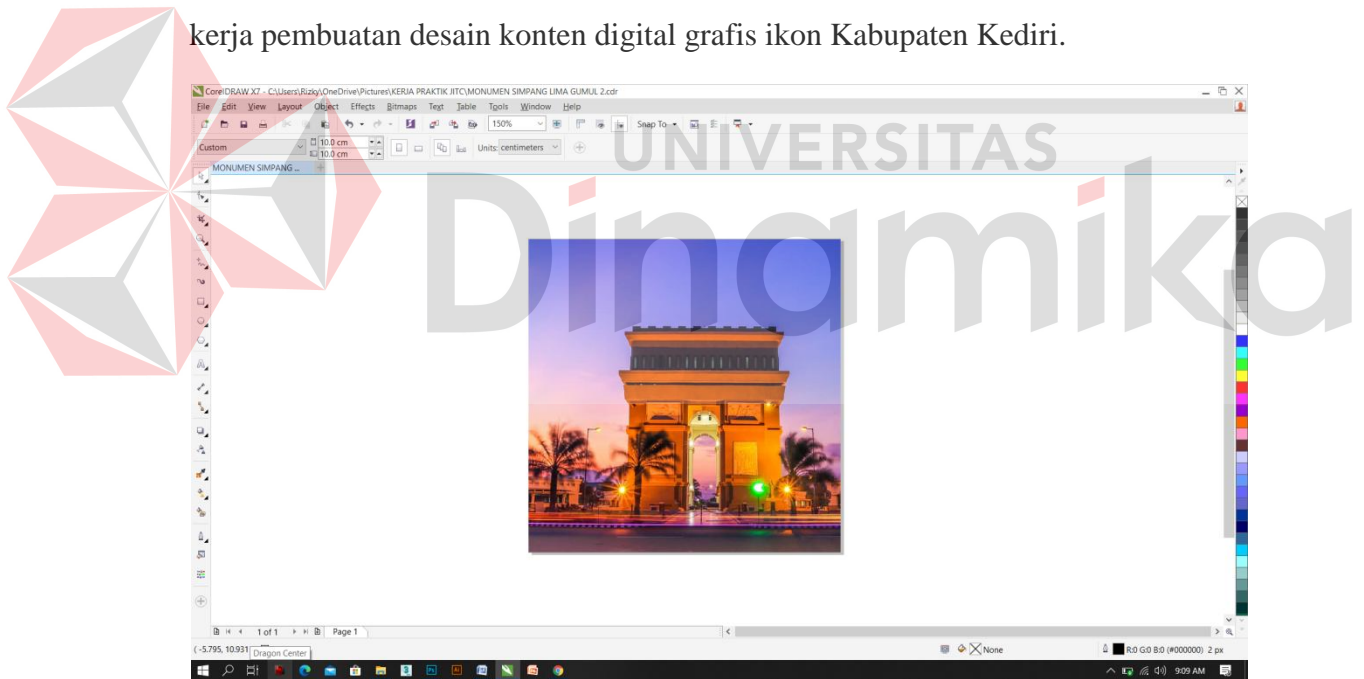 kerja pembuatan desain konten digital grafis ikon Kabupaten Kediri.
CorelDRAW X7 - C:\Users\Rizky\OneDrive\Pictures\KERJA PRAKTIK JITC\MONUMEN SIMPANG LIMA GUMUL 2.cdr
File Edit View Layout Object Effects Bitmaps Text Table Tools Window Help
150% Snap To
Custom 10.0 cm Units: centimeters
10.0 cm
UNIVERSITAS
MONUMEN SIMPANG ...
Dinamika
1 of 1 Page 1
( -5.795, 10.931 Dragon Center None R:0 G:0 B:0 (#000000) 2 px
9:09 AM